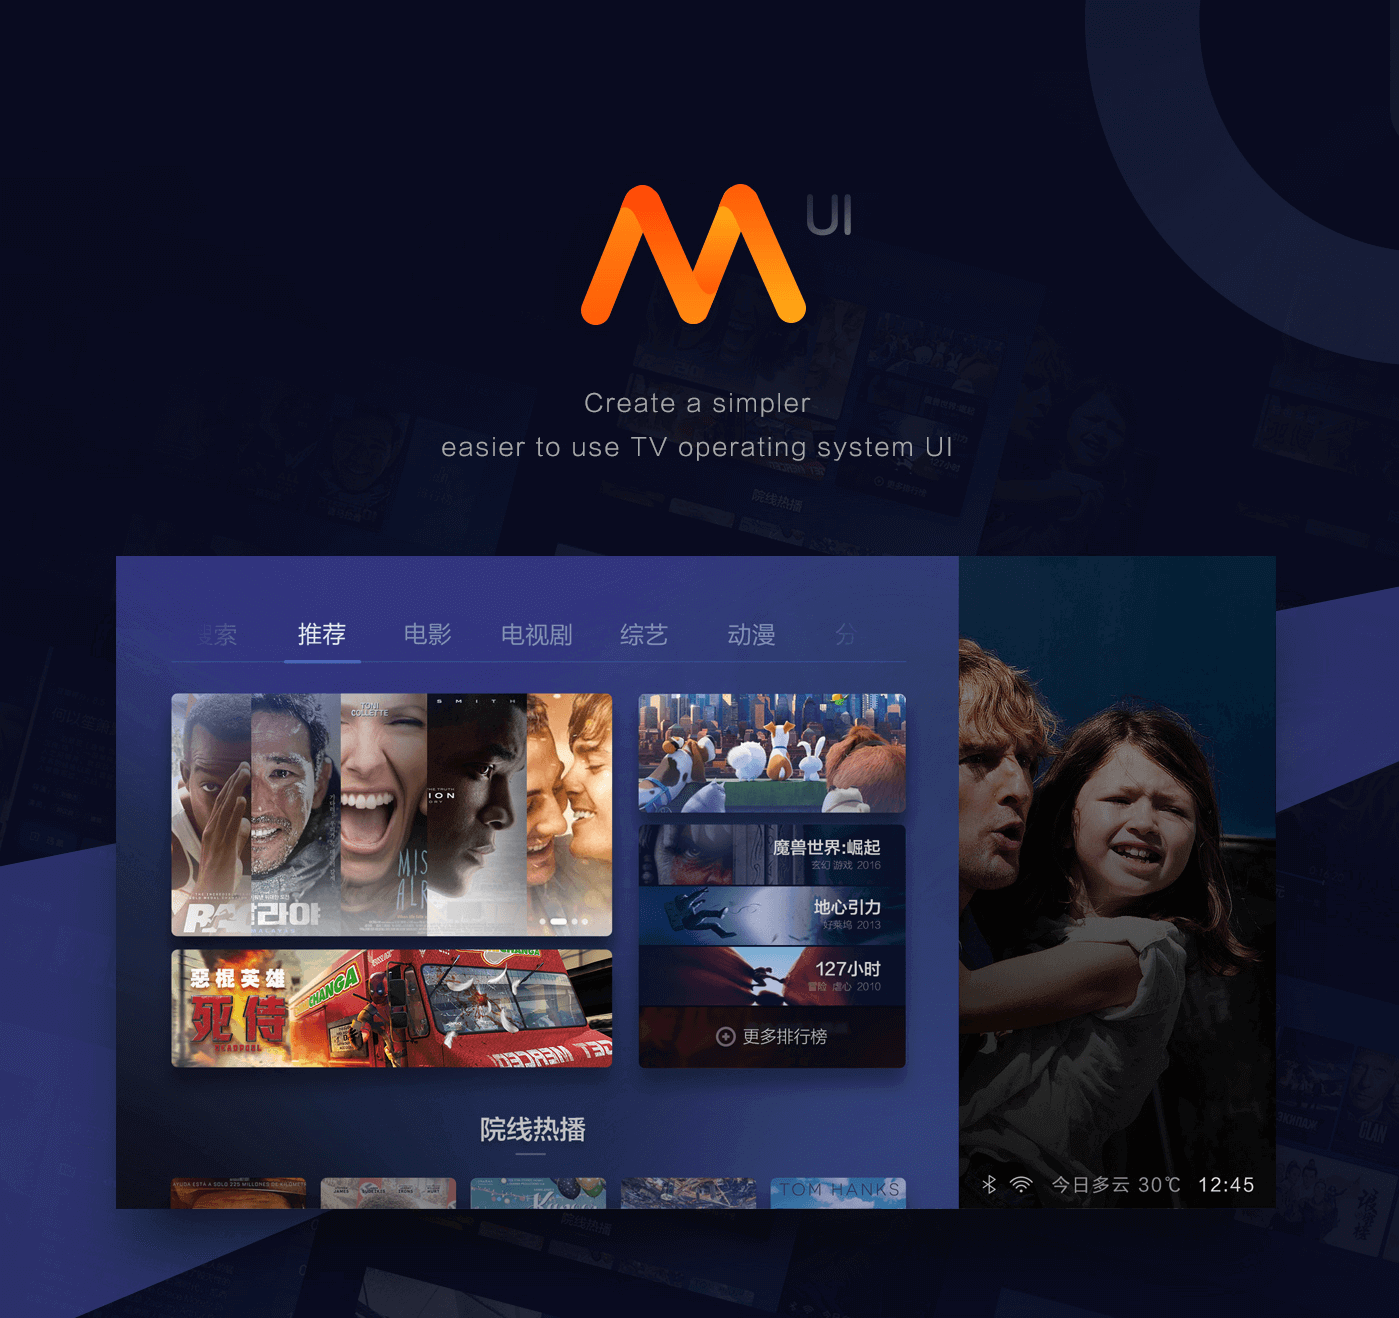 UI
Create a simpler
easier to use TV operating system UI
搜索 推荐 电影 电视剧 综艺 动漫 分
TONI
COLLETTE
SMITH
ION
MIS
ALR
魔兽世界:崛起
玄幻 游戏 2016
地心引力
好莱坞 2013
127小时
冒险 虐心 2010
更多排行榜
惡棍英雄
死侍
DEADPOOL
CHANGA
院线热播
TOM HANKS
今日多云 30℃ 12:45